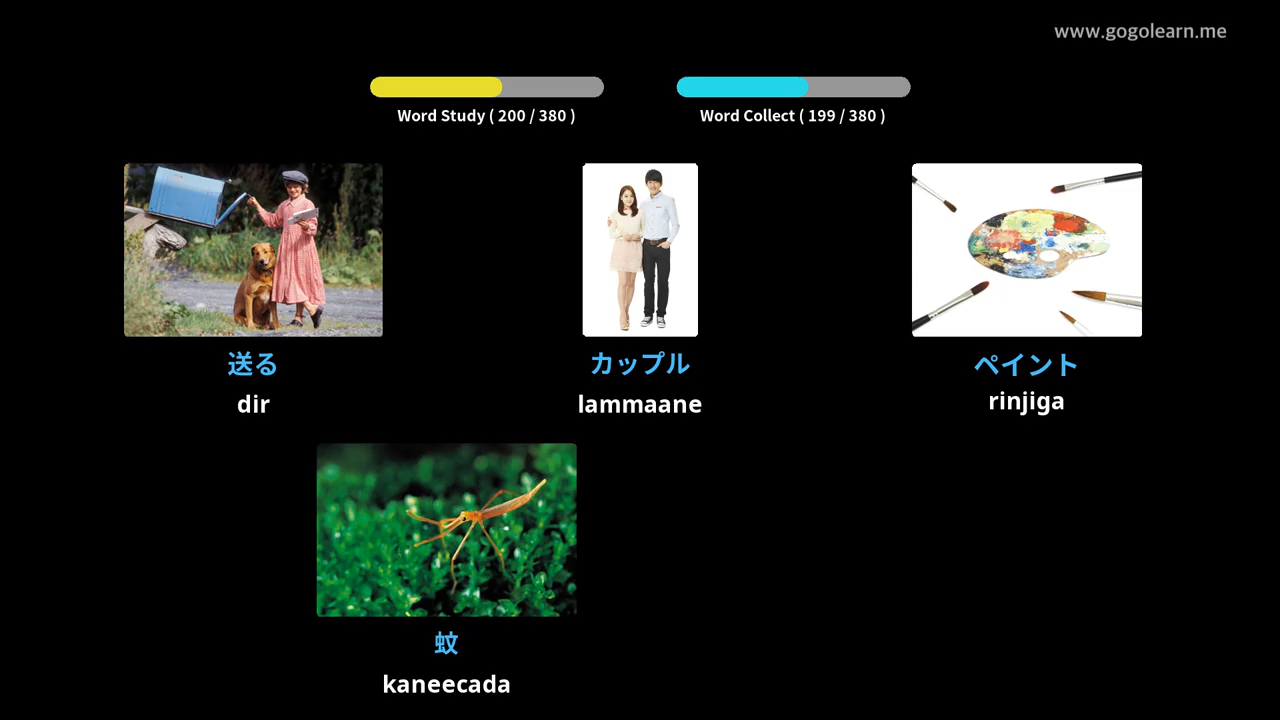 www.gogolearn.me
Word Study ( 200 / 380 )
Word Collect ( 199 / 380 )
送る
dir
カップル
lammaane
ペイント
rinjiga
蚊
kaneecada